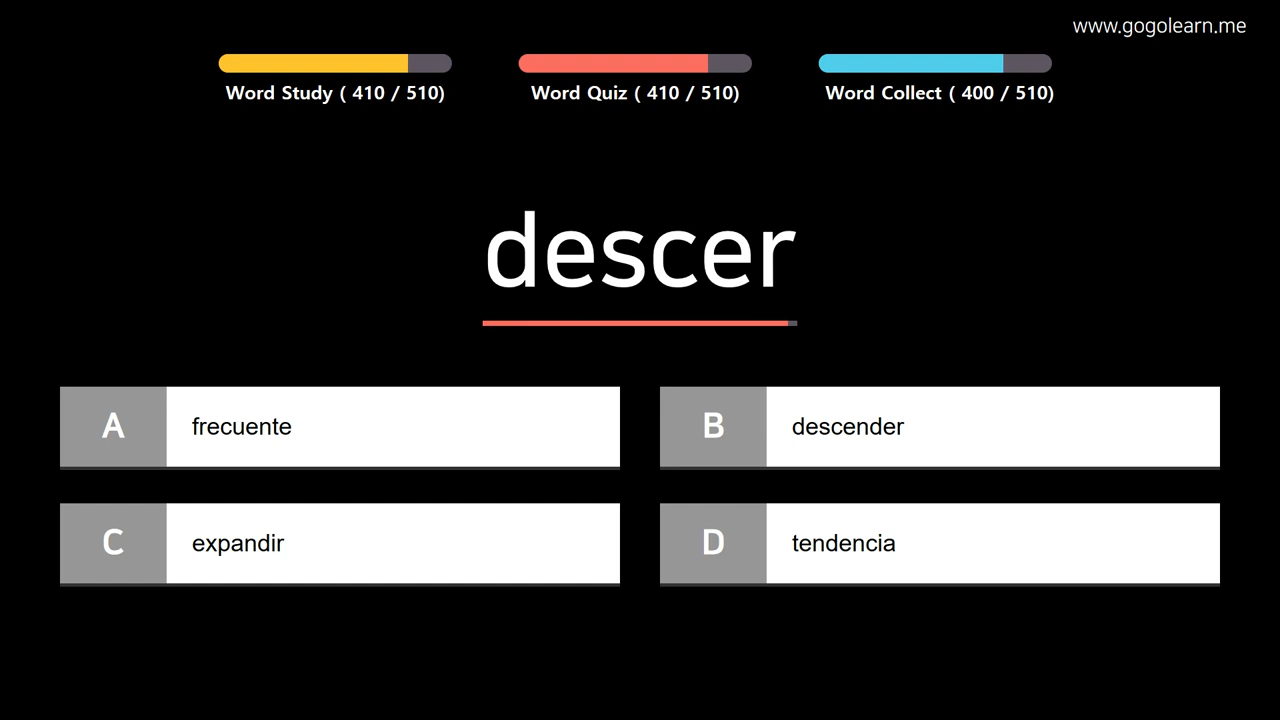 www.gogolearn.me
Word Study ( 410 / 510)
Word Quiz ( 410 / 510)
Word Collect ( 400 / 510)
descer
A frecuente
B descender
C expandir
D tendencia